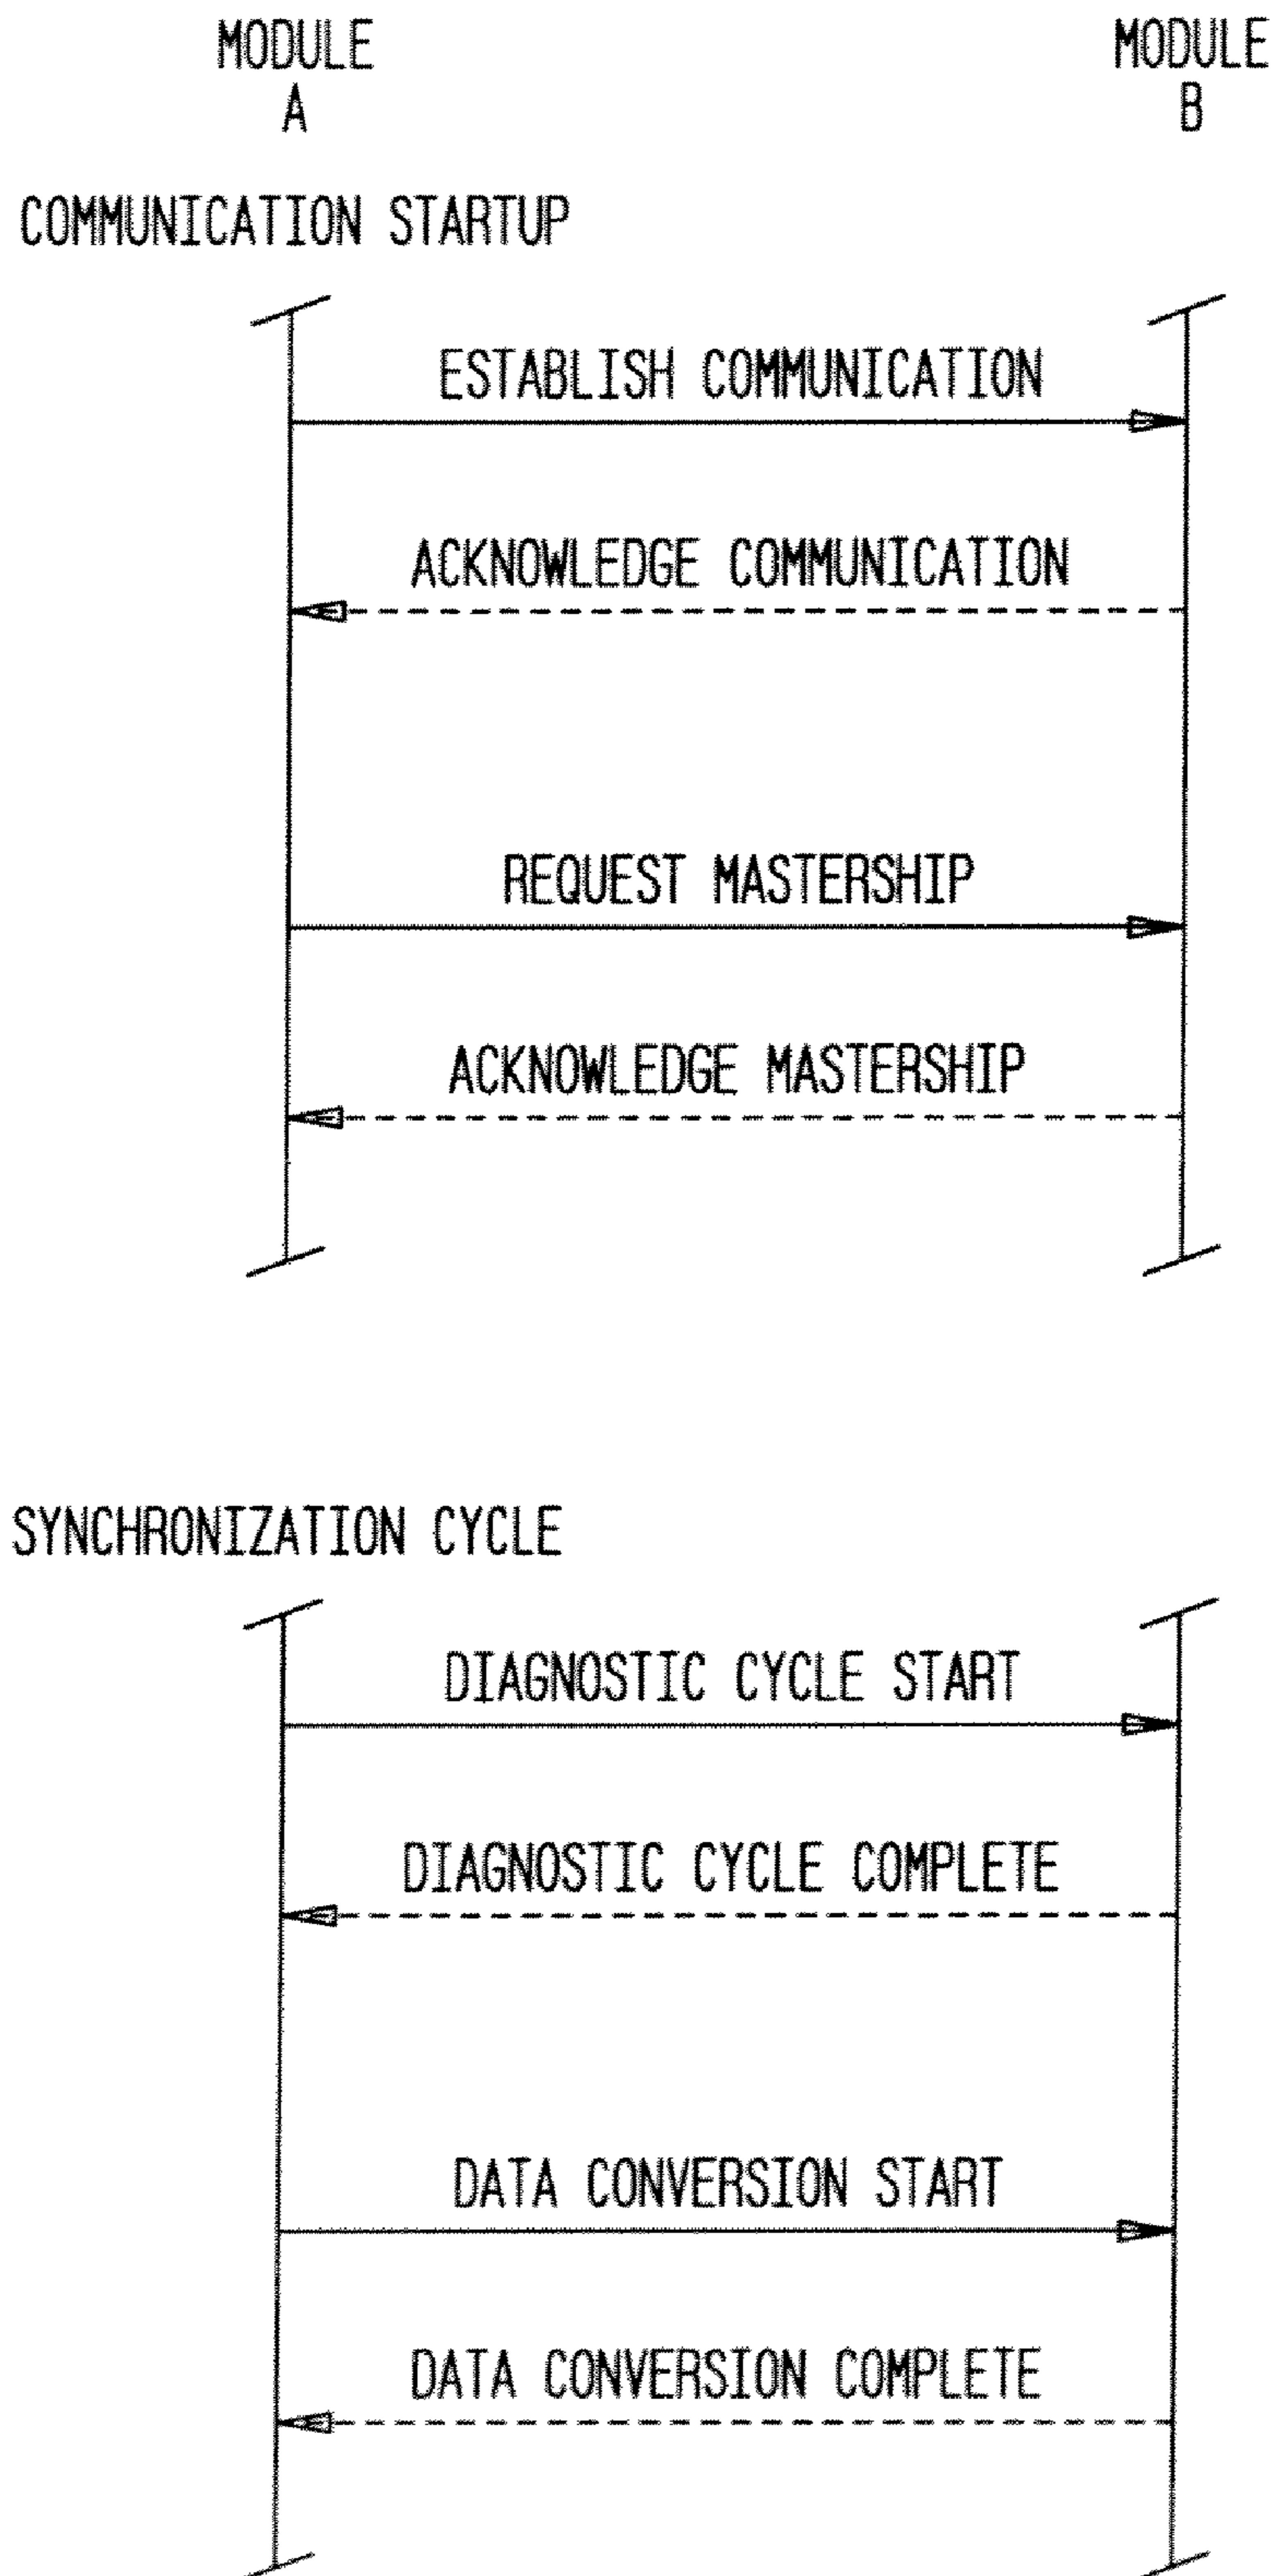 MODULE MODULE
A B
COMMUNICATION STARTUP
ESTABLISH COMMUNICATION
ACKNOWLEDGE COMMUNICATION
REQUEST MASTERSHIP
ACKNOWLEDGE MASTERSHIP
SYNCHRONIZATION CYCLE
DIAGNOSTIC CYCLE START
DIAGNOSTIC CYCLE COMPLETE
DATA CONVERSION START
DATA CONVERSION COMPLETE